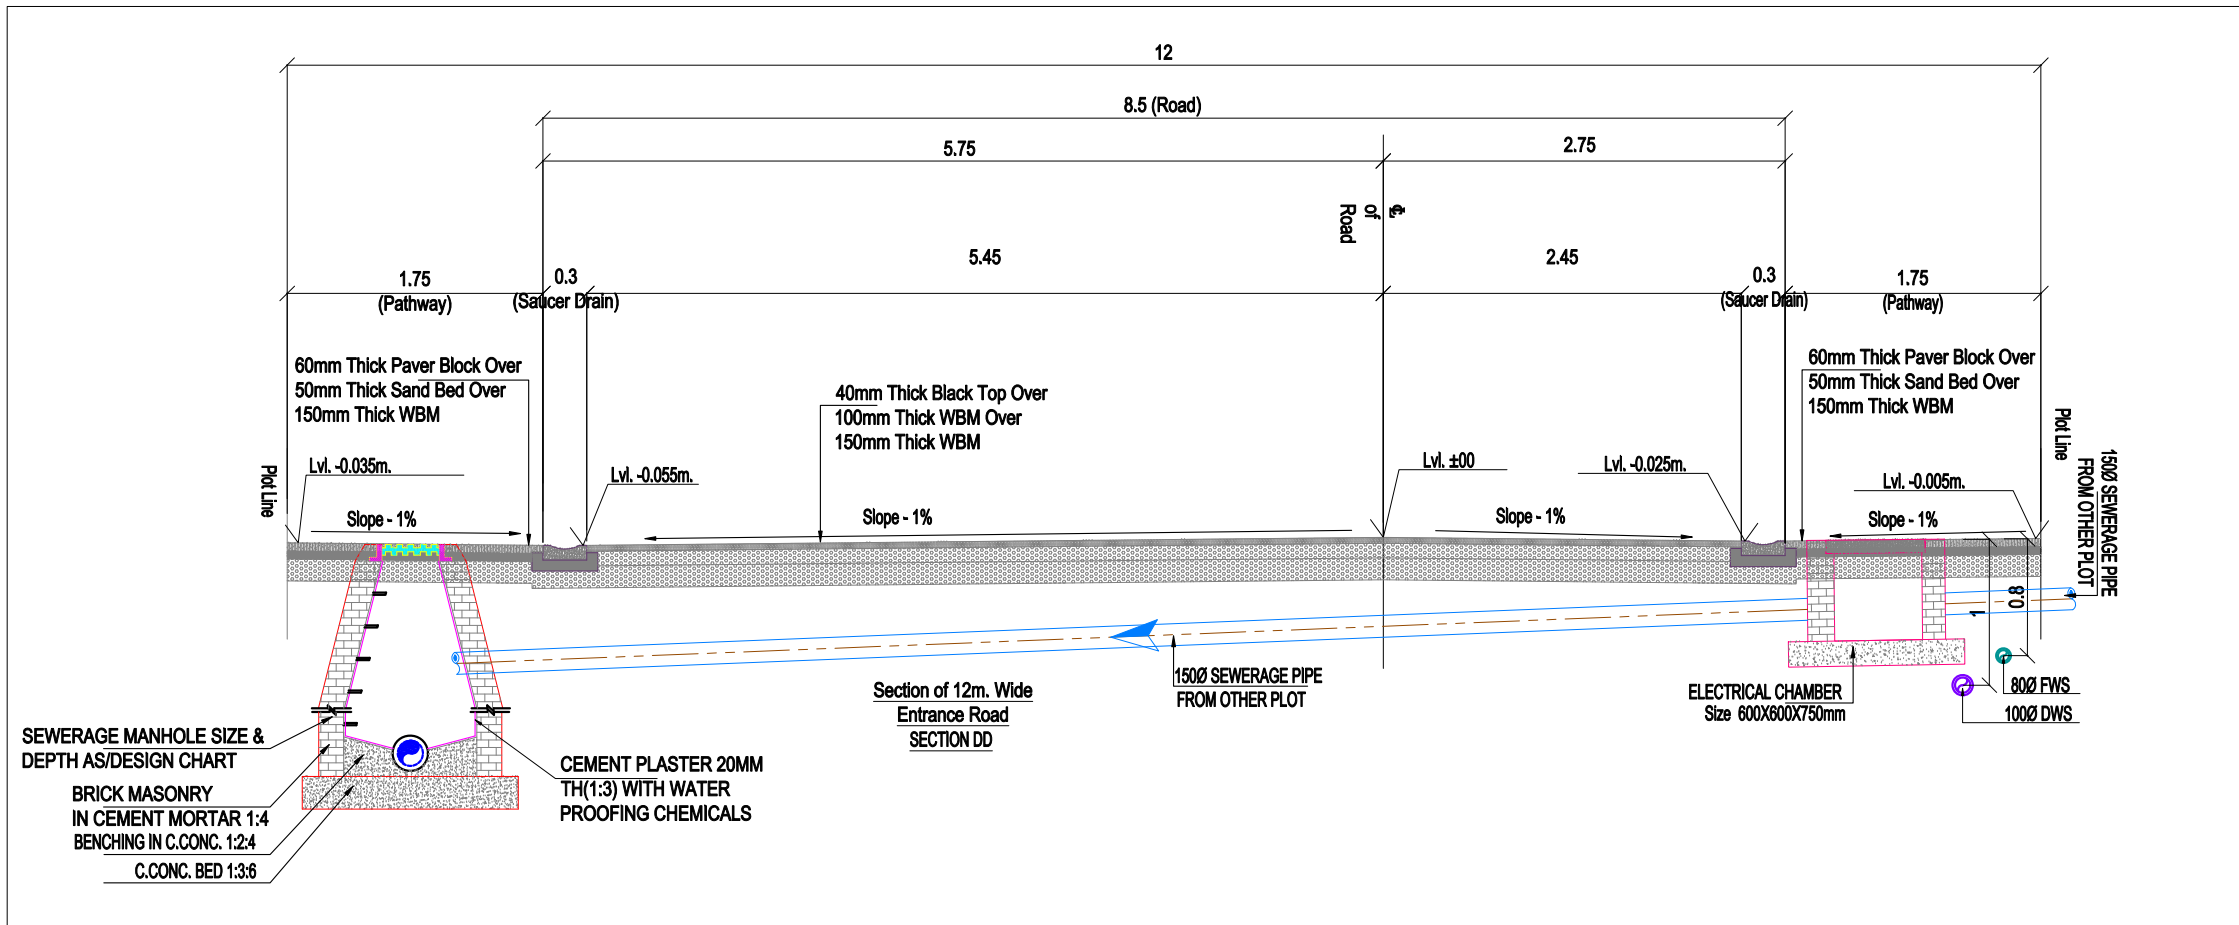 12
8.5 (Road)
5.75
2.75
℄
of
Road
5.45
2.45
1.75
(Pathway)
0.3
(Saucer Drain)
0.3
(Saucer Drain)
1.75
(Pathway)
60mm Thick Paver Block Over
50mm Thick Sand Bed Over
150mm Thick WBM
40mm Thick Black Top Over
100mm Thick WBM Over
150mm Thick WBM
60mm Thick Paver Block Over
50mm Thick Sand Bed Over
150mm Thick WBM
Plot Line
Lvl. -0.035m.
Lvl. -0.055m.
Lvl. ±00
Lvl. -0.025m.
Lvl. -0.005m.
Plot Line
150Ø SEWERAGE PIPE
FROM OTHER PLOT
Slope - 1%
Slope - 1%
Slope - 1%
Slope - 1%
1
0.8
150Ø SEWERAGE PIPE
FROM OTHER PLOT
Section of 12m. Wide
Entrance Road
SECTION DD
ELECTRICAL CHAMBER
Size 600X600X750mm
80Ø FWS
100Ø DWS
SEWERAGE MANHOLE SIZE &
DEPTH AS/DESIGN CHART
BRICK MASONRY
IN CEMENT MORTAR 1:4
BENCHING IN C.CONC. 1:2:4
C.CONC. BED 1:3:6
CEMENT PLASTER 20MM
TH(1:3) WITH WATER
PROOFING CHEMICALS